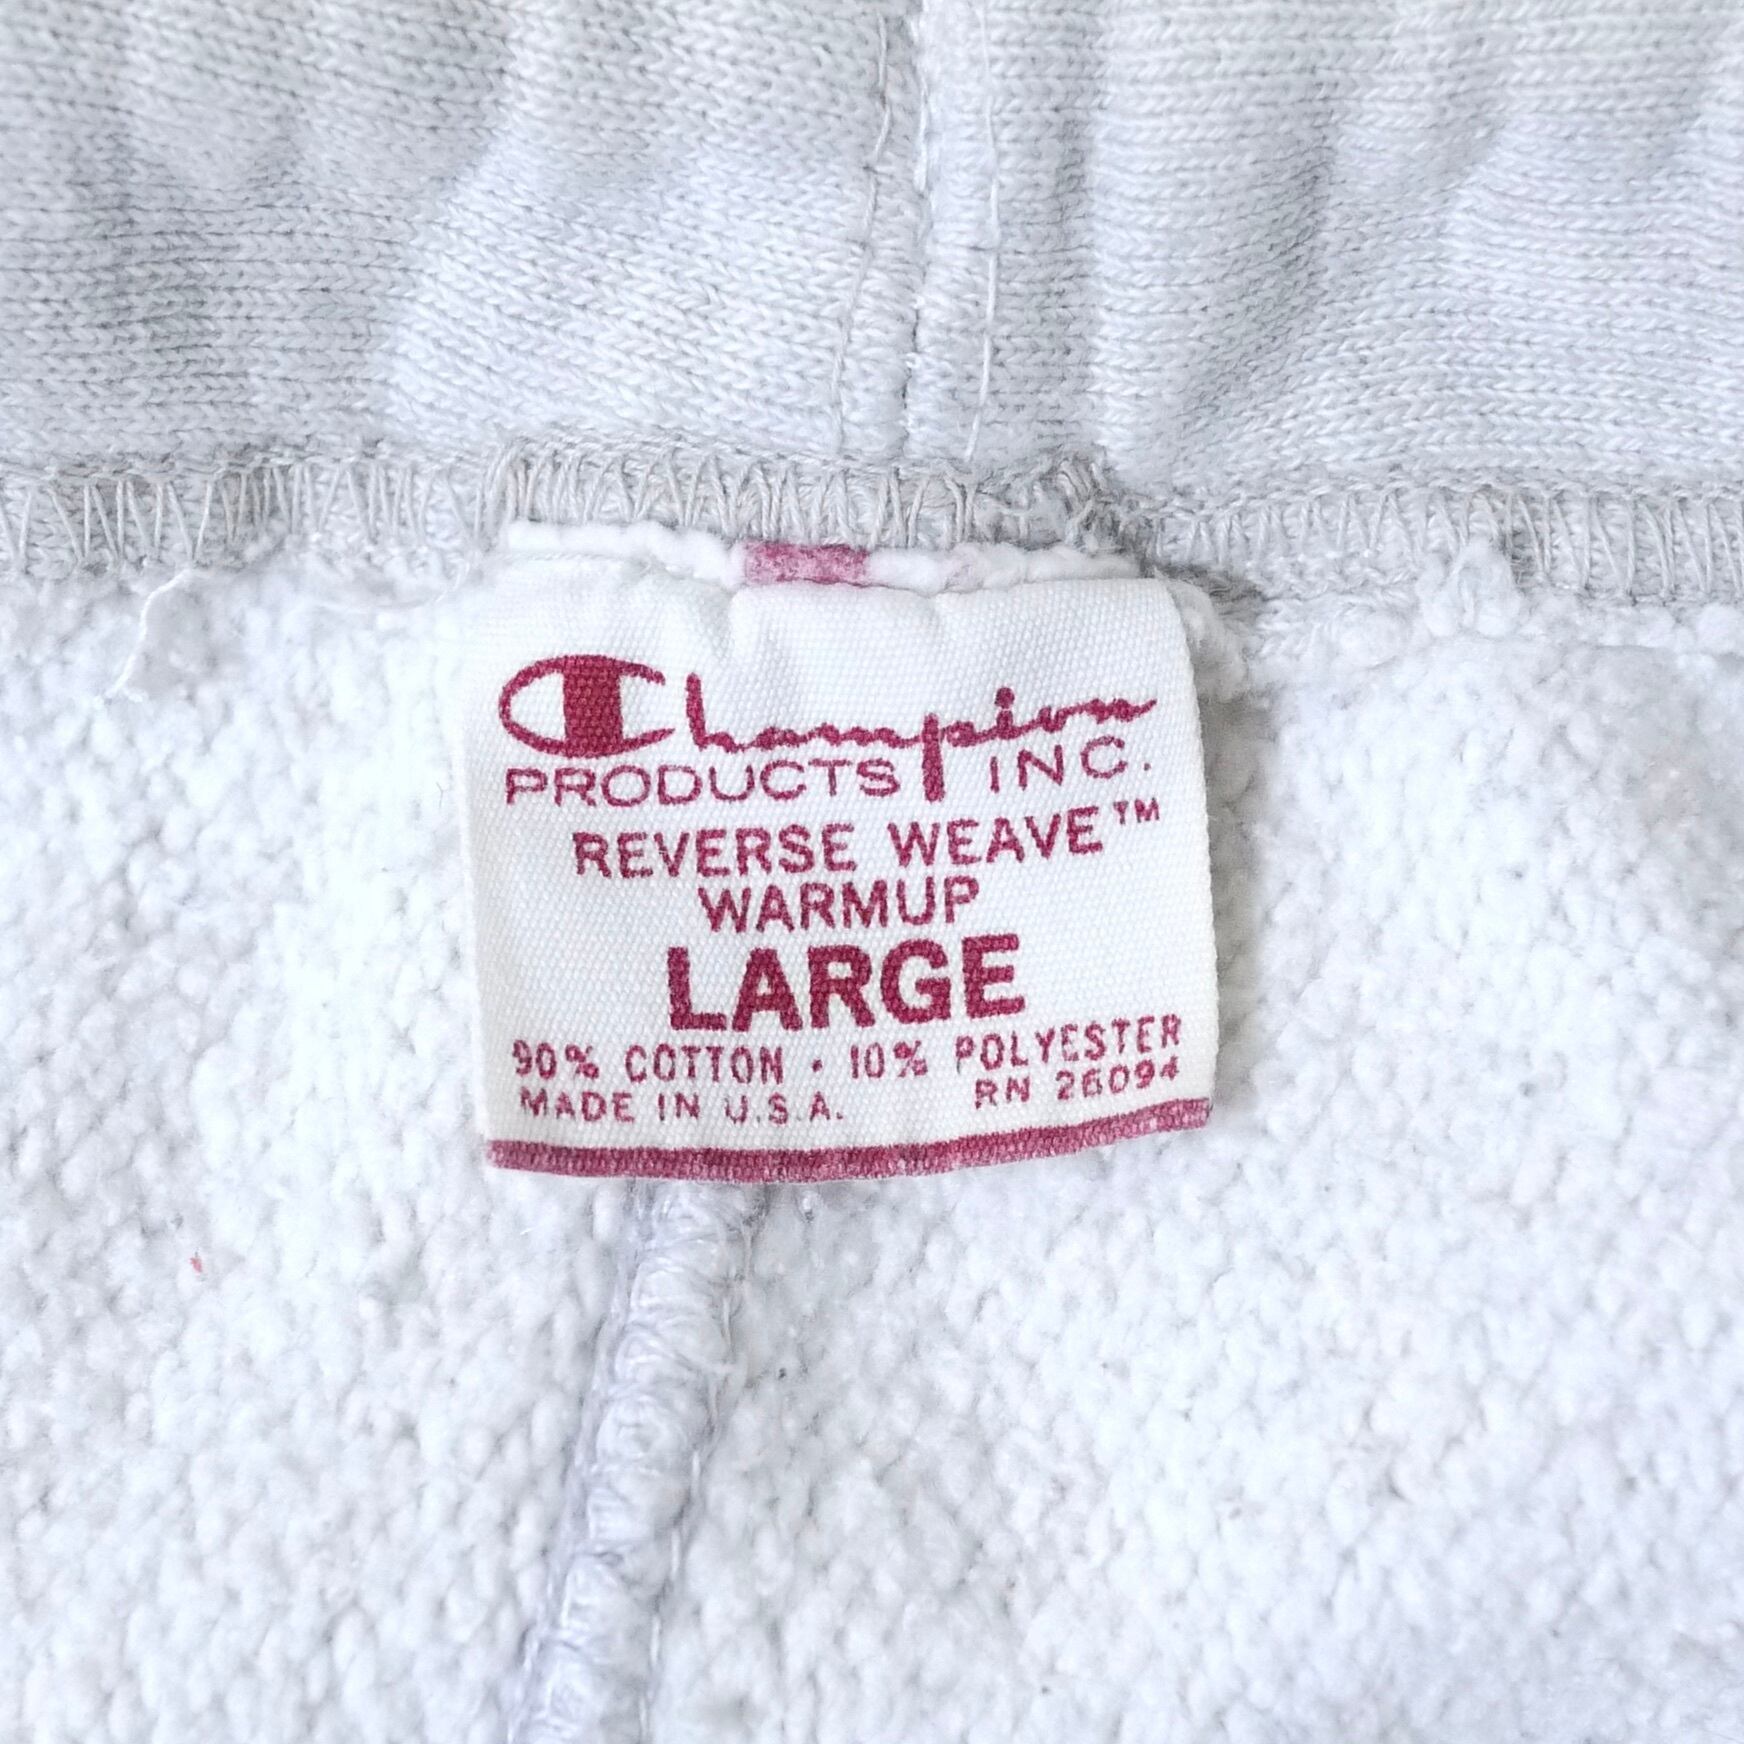 Champion
PRODUCTS INC.
REVERSE WEAVE™
WARMUP
LARGE
90% COTTON · 10% POLYESTER
MADE IN U.S.A. RN 26094